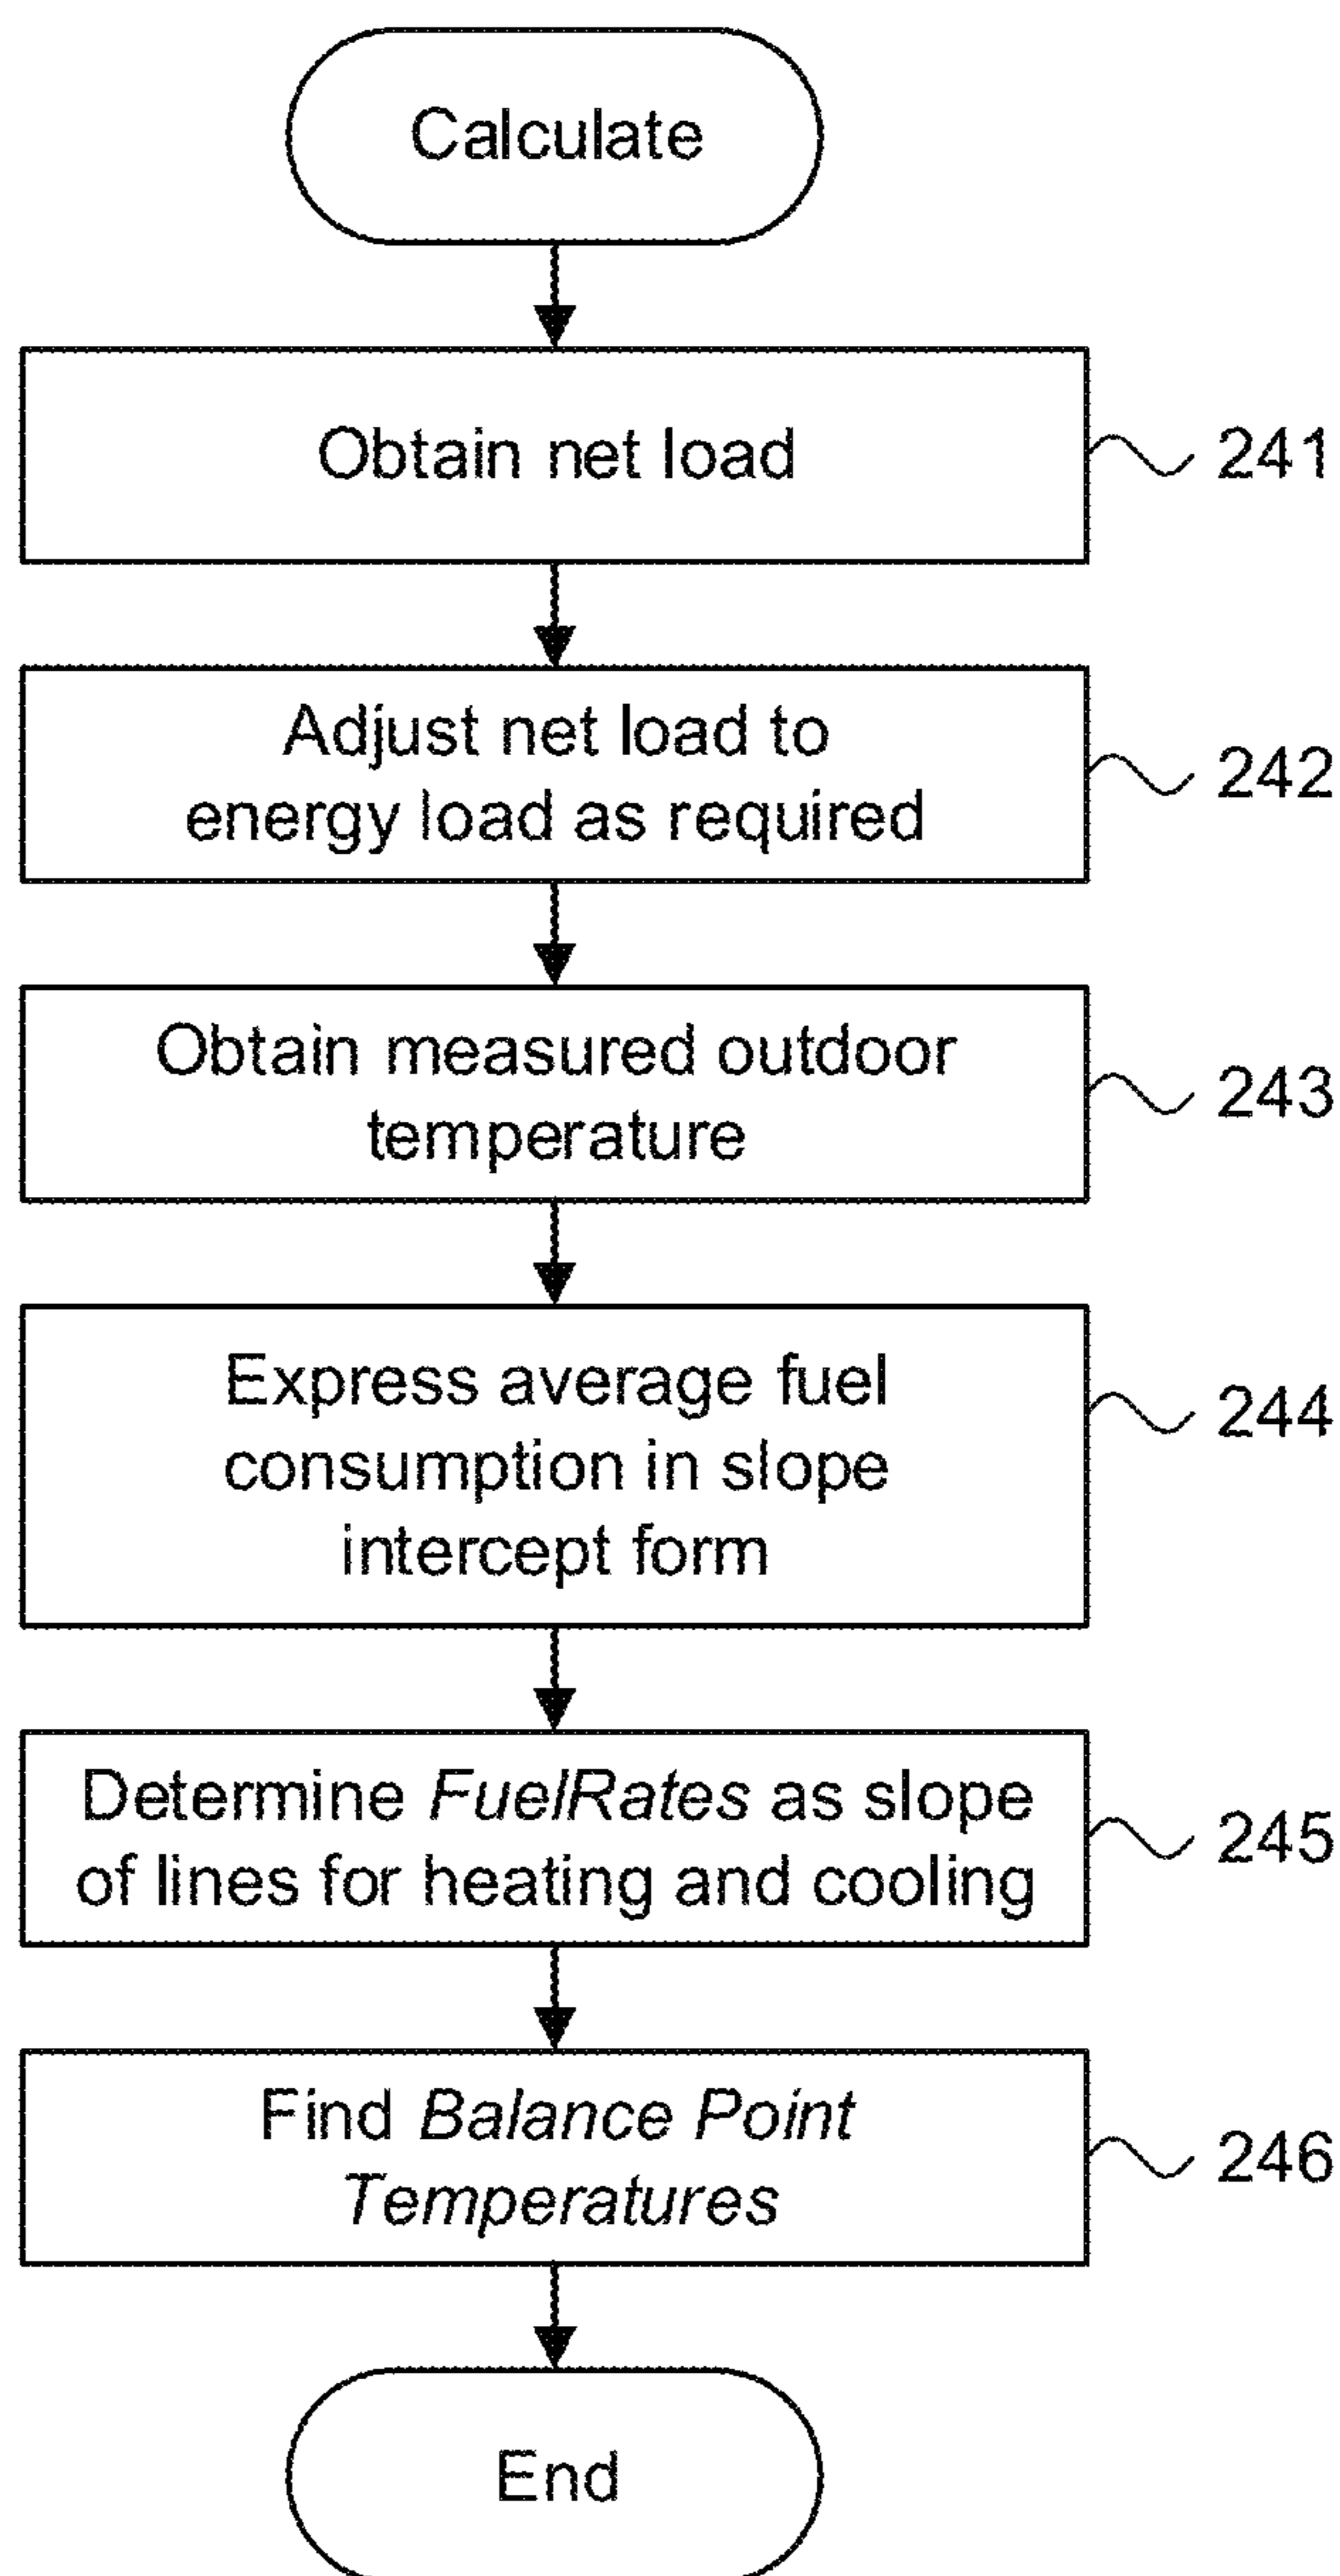 Calculate
Obtain net load
241
Adjust net load to
energy load as required
242
Obtain measured outdoor
temperature
243
Express average fuel
consumption in slope
intercept form
244
Determine FuelRates as slope
of lines for heating and cooling
245
Find Balance Point
Temperatures
246
End